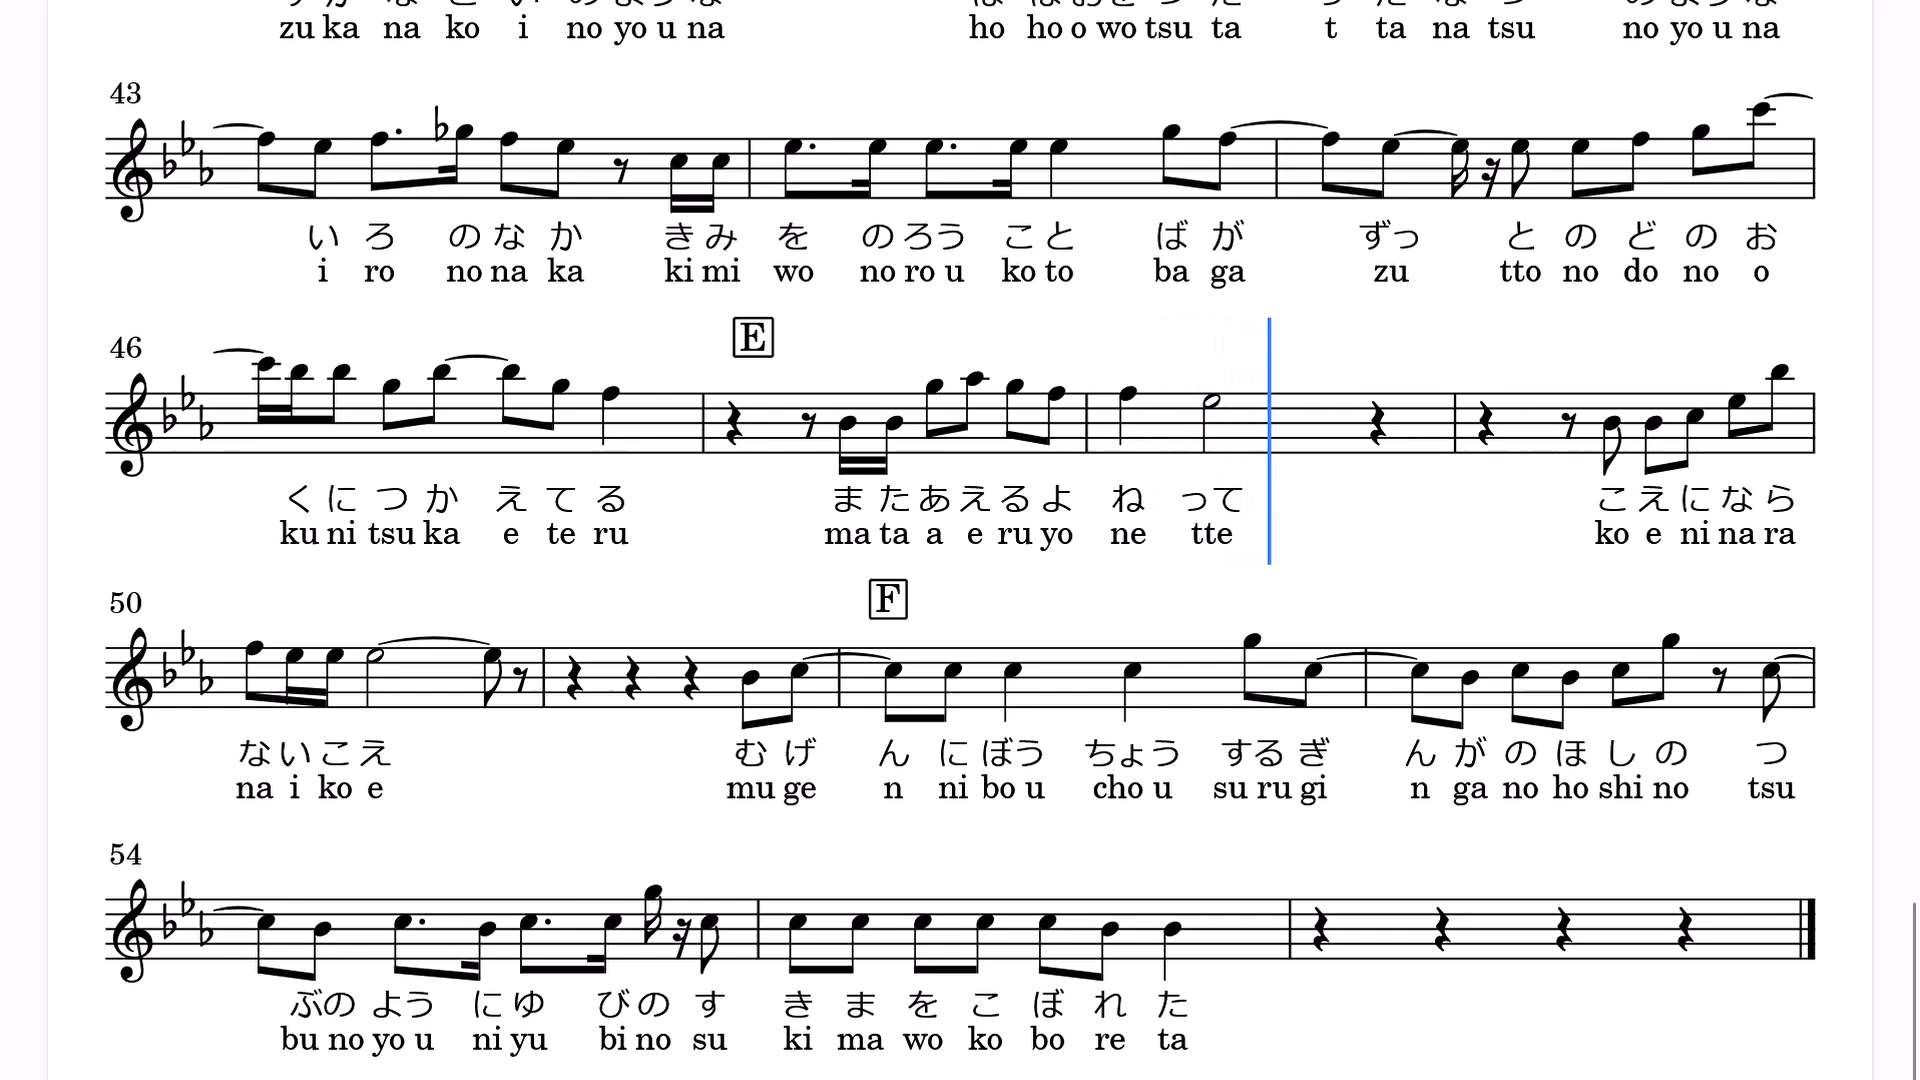 zu ka na ko i no yo u na ho ho o wo tsu ta t ta na tsu no yo u na
43
い ろ の な か き み を の ろう こ と ば が ずっ と の ど の お
i ro no na ka ki mi wo no ro u ko to ba ga zu tto no do no o
46
E
く に つ か え て る ま た あ え る よ ね って こ え に な ら
ku ni tsu ka e te ru ma ta a e ru yo ne tte ko e ni na ra
50
F
な い こ え む げ ん に ぼう ちょう する ぎ ん が の ほ し の つ
na i ko e mu ge n ni bo u cho u su ru gi n ga no ho shi no tsu
54
ぶの よう に ゆ び の す き ま を こ ぼ れ た
bu no yo u ni yu bi no su ki ma wo ko bo re ta